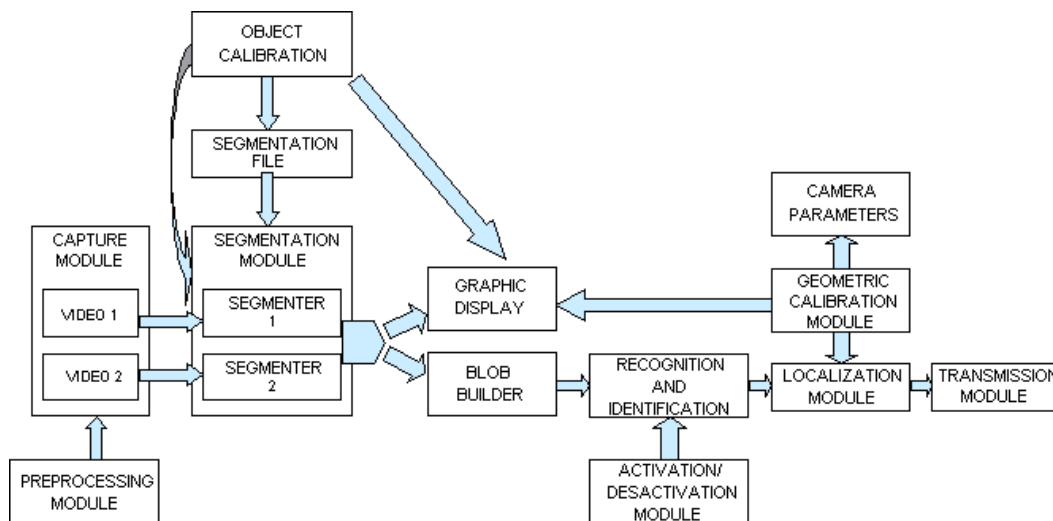 OBJECT
CALIBRATION
SEGMENTATION
FILE
CAPTURE
MODULE
VIDEO 1
VIDEO 2
SEGMENTATION
MODULE
SEGMENTER
1
SEGMENTER
2
PREPROCESSING
MODULE
GRAPHIC
DISPLAY
BLOB
BUILDER
RECOGNITION
AND
IDENTIFICATION
ACTIVATION/
DESACTIVATION
MODULE
CAMERA
PARAMETERS
GEOMETRIC
CALIBRATION
MODULE
LOCALIZATION
MODULE
TRANSMISSION
MODULE